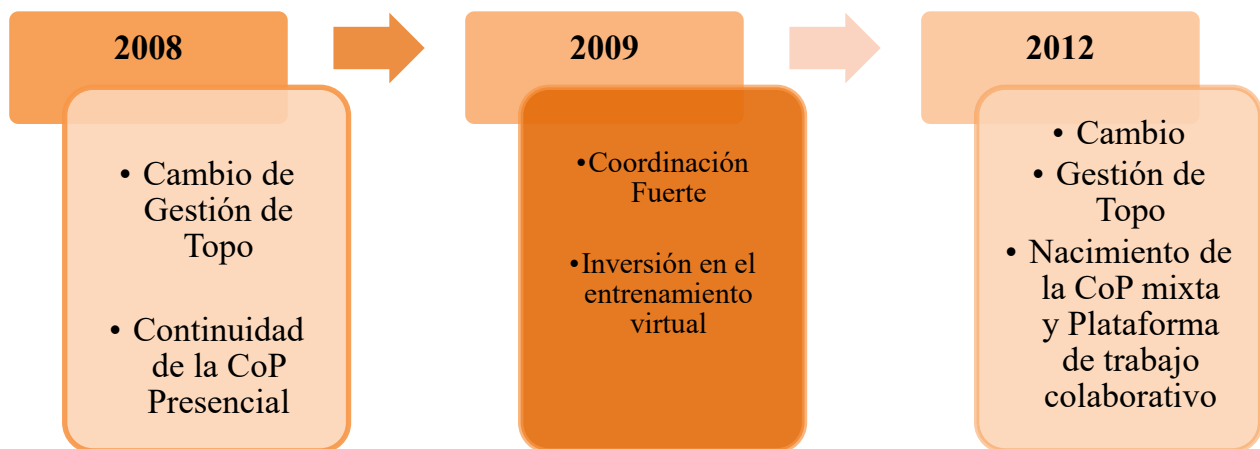 2008
• Cambio de
Gestión de
Topo
• Continuidad
de la CoP
Presencial
2009
•Coordinación
Fuerte
•Inversión en el
entrenamiento
virtual
2012
• Cambio
• Gestión de
Topo
• Nacimiento de
la CoP mixta
y Plataforma
de trabajo
colaborativo